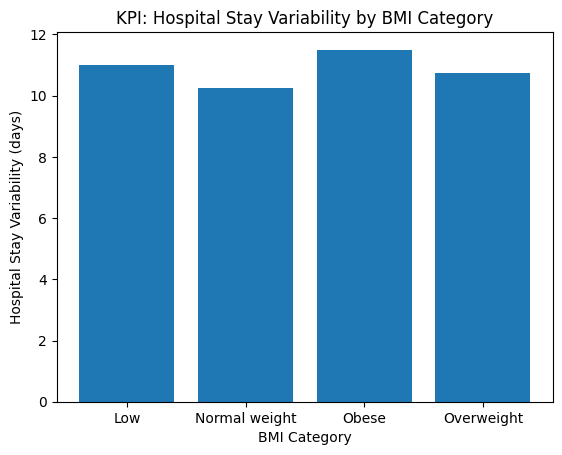 KPI: Hospital Stay Variability by BMI Category
Hospital Stay Variability (days)
12
10
8
6
4
2
0
Low Normal weight Obese Overweight
BMI Category